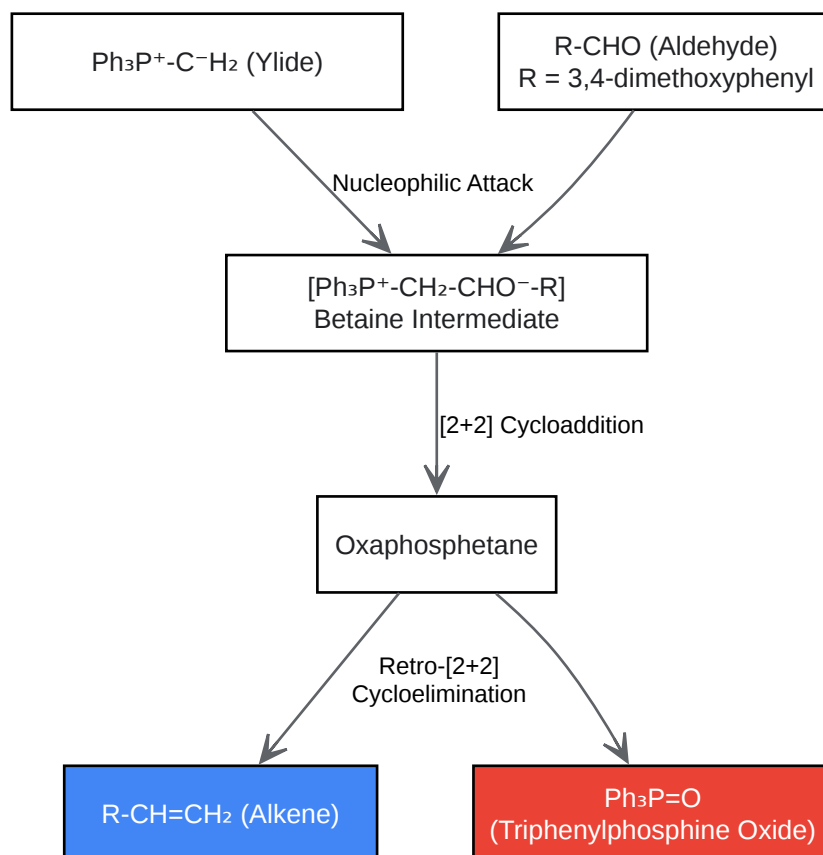 Ph₃P⁺-C⁻H₂ (Ylide)
R-CHO (Aldehyde)
R = 3,4-dimethoxyphenyl
Nucleophilic Attack
[Ph₃P⁺-CH₂-CHO⁻-R]
Betaine Intermediate
[2+2] Cycloaddition
Oxaphosphetane
Retro-[2+2]
Cycloelimination
R-CH=CH₂ (Alkene)
Ph₃P=O
(Triphenylphosphine Oxide)